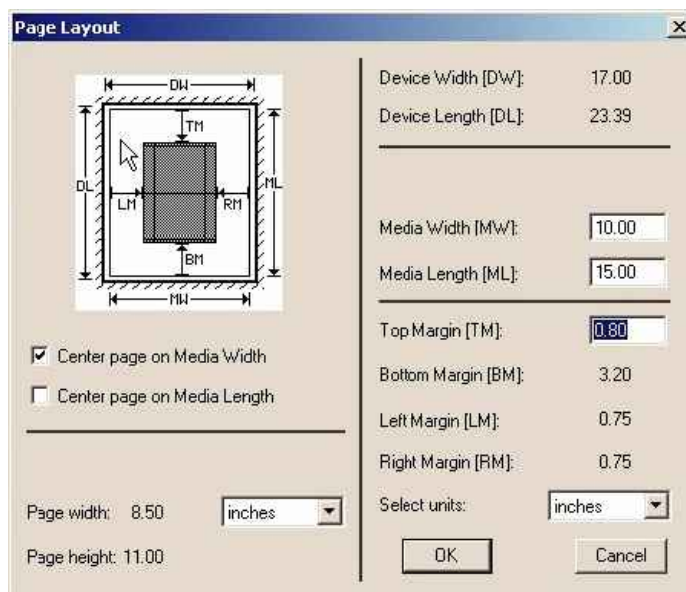 Page Layout
DW
TM
DL
ML
LM
RM
BM
MW
Center page on Media Width
Center page on Media Length
Page width: 8.50 inches
Page height: 11.00
Device Width [DW]: 17.00
Device Length [DL]: 23.39
Media Width [MW]: 10.00
Media Length [ML]: 15.00
Top Margin [TM]: 0.80
Bottom Margin [BM]: 3.20
Left Margin [LM]: 0.75
Right Margin [RM]: 0.75
Select units: inches
OK
Cancel